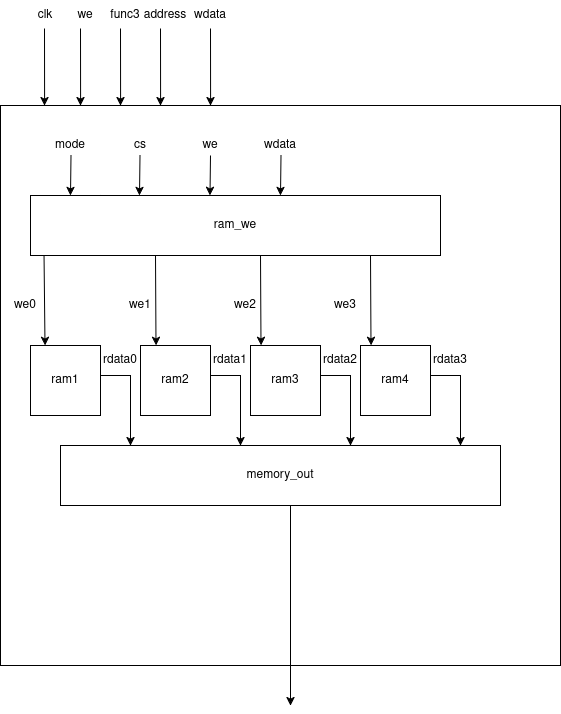 clk we func3 address wdata
mode cs we wdata
ram_we
we0 we1 we2 we3
rdata0 rdata1 rdata2 rdata3
ram1 ram2 ram3 ram4
memory_out